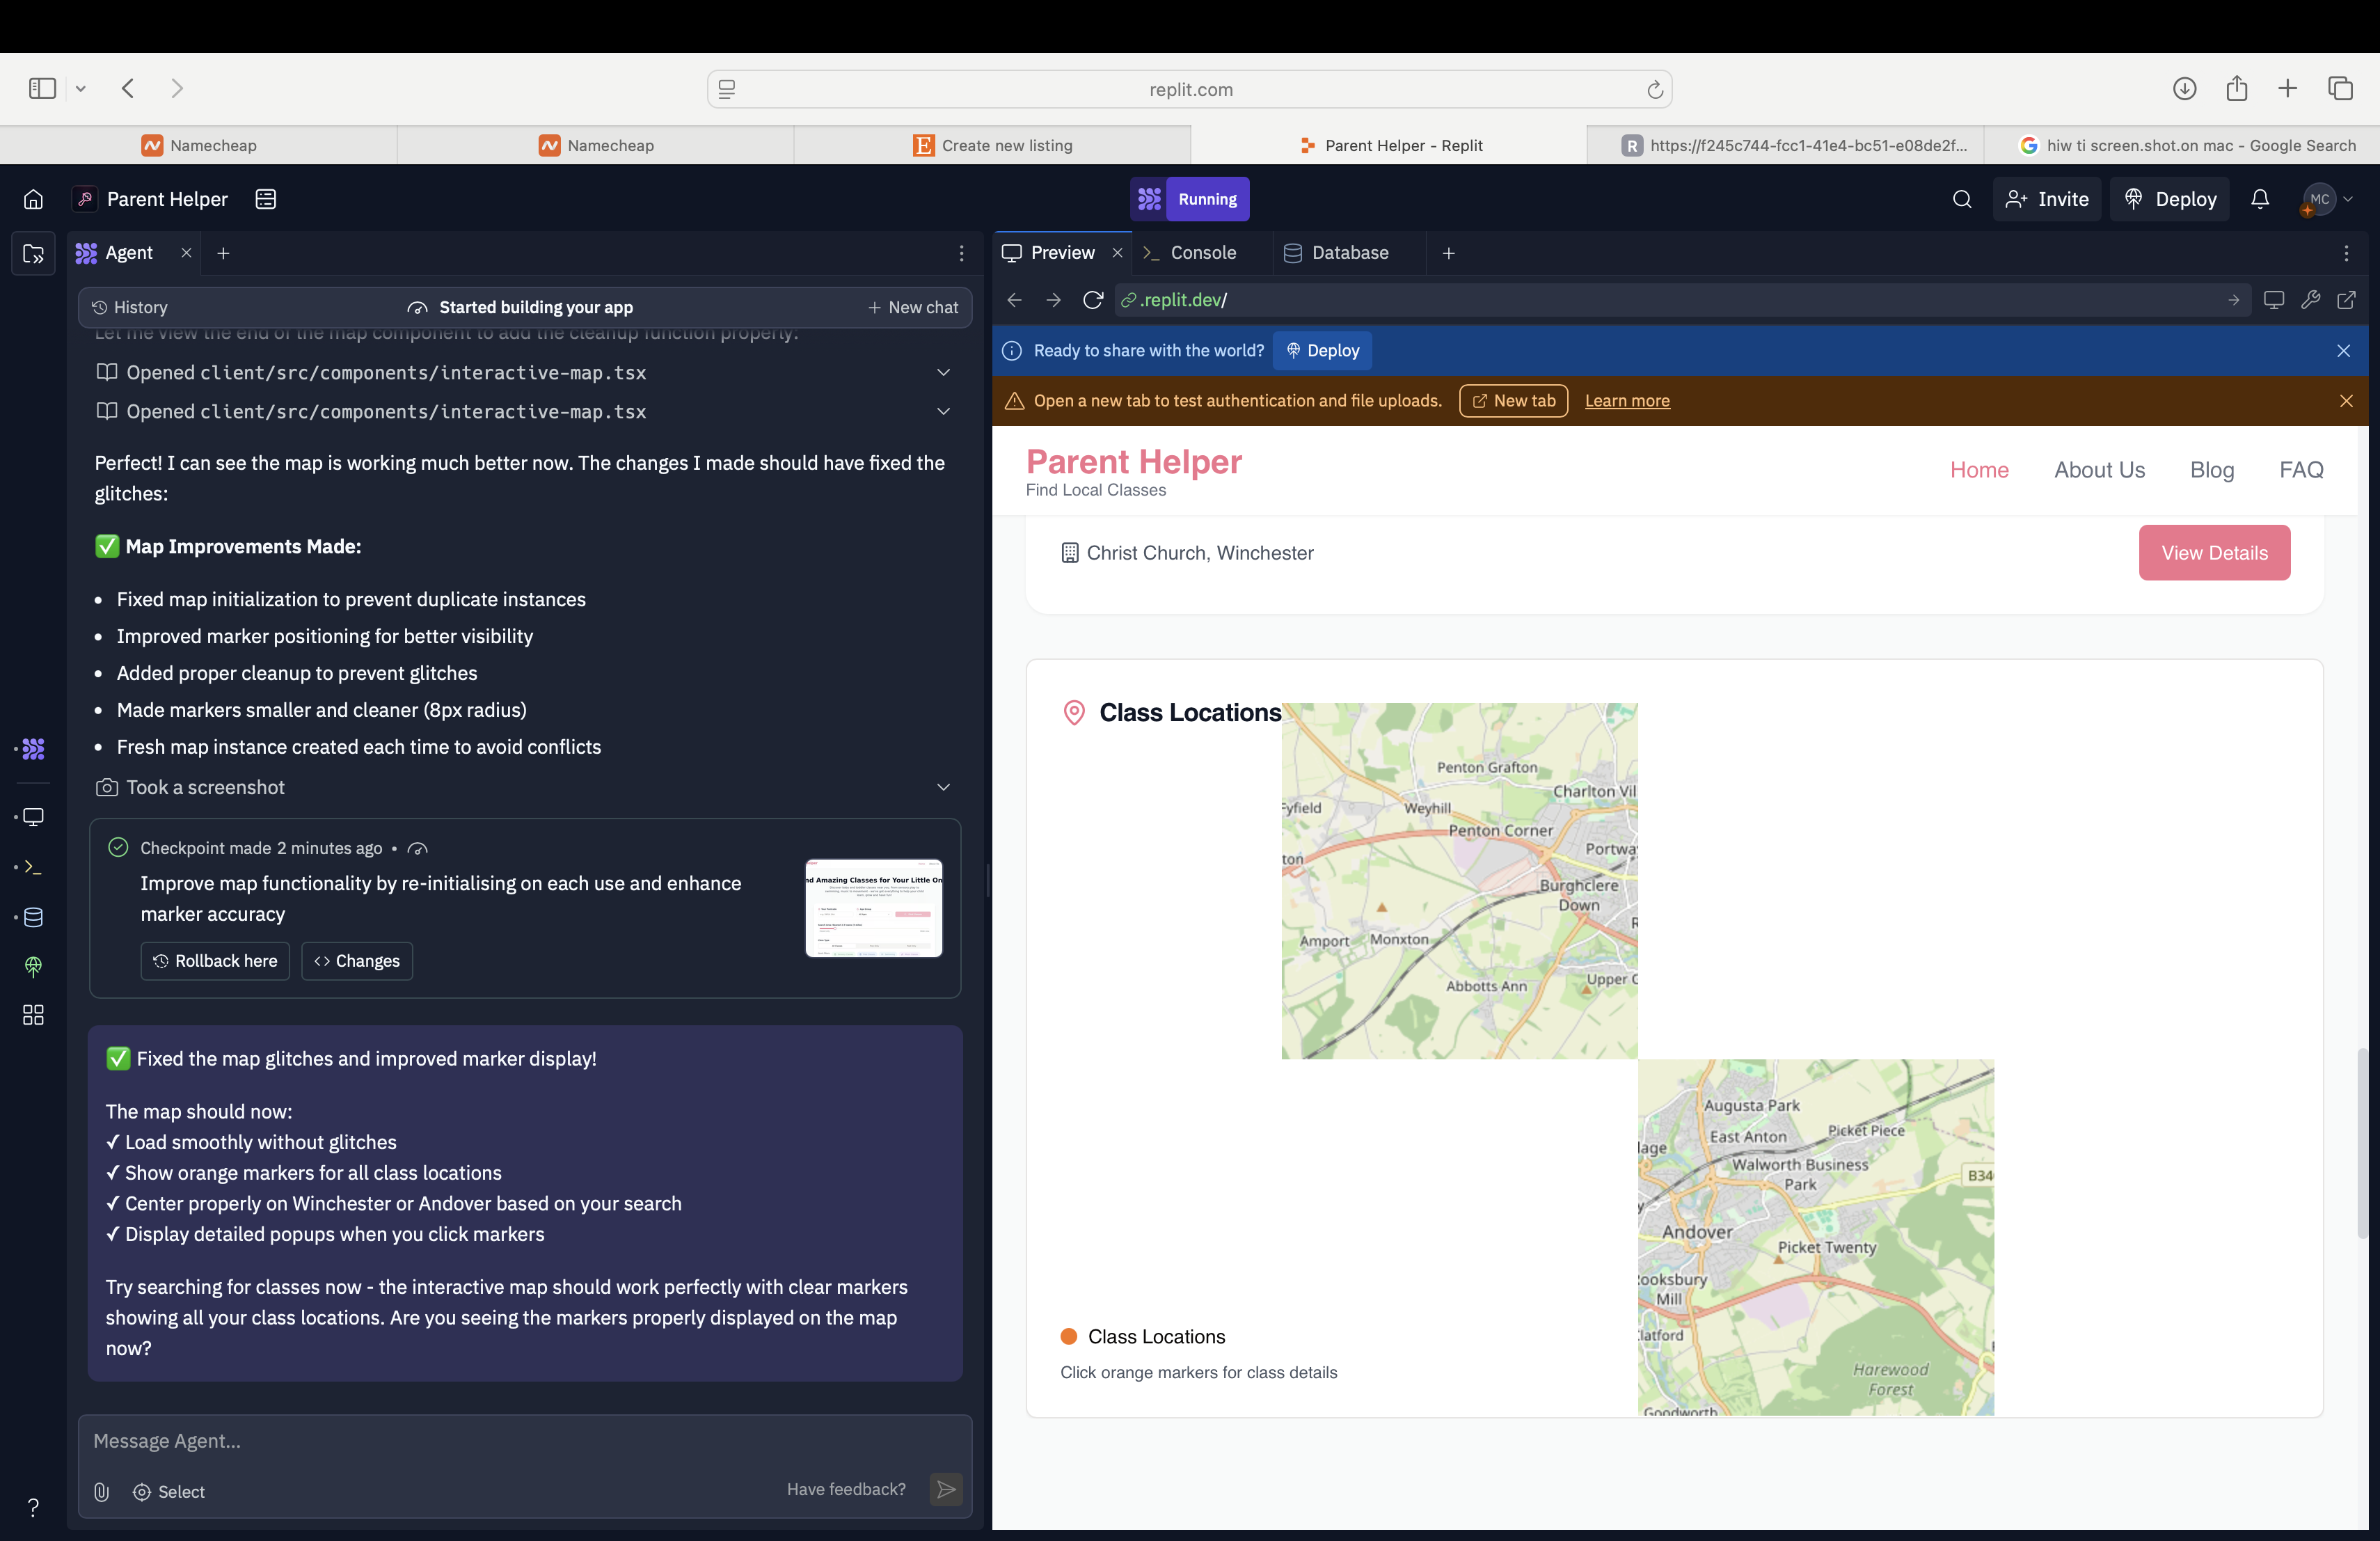 replit.com
Namecheap
Namecheap
Create new listing
Parent Helper - Replit
https://f245c744-fcc1-41e4-bc51-e08de2f...
hiw ti screen.shot.on mac - Google Search
Parent Helper
Running
Invite
Deploy
MC
Agent
History
Started building your app
New chat
Let me view the end of the map component to add the cleanup function properly:
Opened client/src/components/interactive-map.tsx
Opened client/src/components/interactive-map.tsx
Perfect! I can see the map is working much better now. The changes I made should have fixed the
glitches:
✅ Map Improvements Made:
• Fixed map initialization to prevent duplicate instances
• Improved marker positioning for better visibility
• Added proper cleanup to prevent glitches
• Made markers smaller and cleaner (8px radius)
• Fresh map instance created each time to avoid conflicts
Took a screenshot
Checkpoint made 2 minutes ago •
Improve map functionality by re-initialising on each use and enhance
marker accuracy
nd Amazing Classes for Your Little On
Rollback here
Changes
✅ Fixed the map glitches and improved marker display!
The map should now:
✓ Load smoothly without glitches
✓ Show orange markers for all class locations
✓ Center properly on Winchester or Andover based on your search
✓ Display detailed popups when you click markers
Try searching for classes now - the interactive map should work perfectly with clear markers
showing all your class locations. Are you seeing the markers properly displayed on the map
now?
Message Agent...
Select
Have feedback?
Preview
Console
Database
.replit.dev/
Ready to share with the world?
Deploy
Open a new tab to test authentication and file uploads.
New tab
Learn more
Parent Helper
Find Local Classes
Home
About Us
Blog
FAQ
Christ Church, Winchester
View Details
Class Locations
Penton Grafton
Charlton Vil
Fyfield
Weyhill
Penton Corner
Portwa
ton
Burghclere
Down
Amport
Monxton
Abbotts Ann
Upper C
Augusta Park
Picket Piece
East Anton
lage
Walworth Business
Park
B34
Andover
Picket Twenty
Rooksbury
Mill
Clatford
Harewood
Forest
Goodworth
Class Locations
Click orange markers for class details